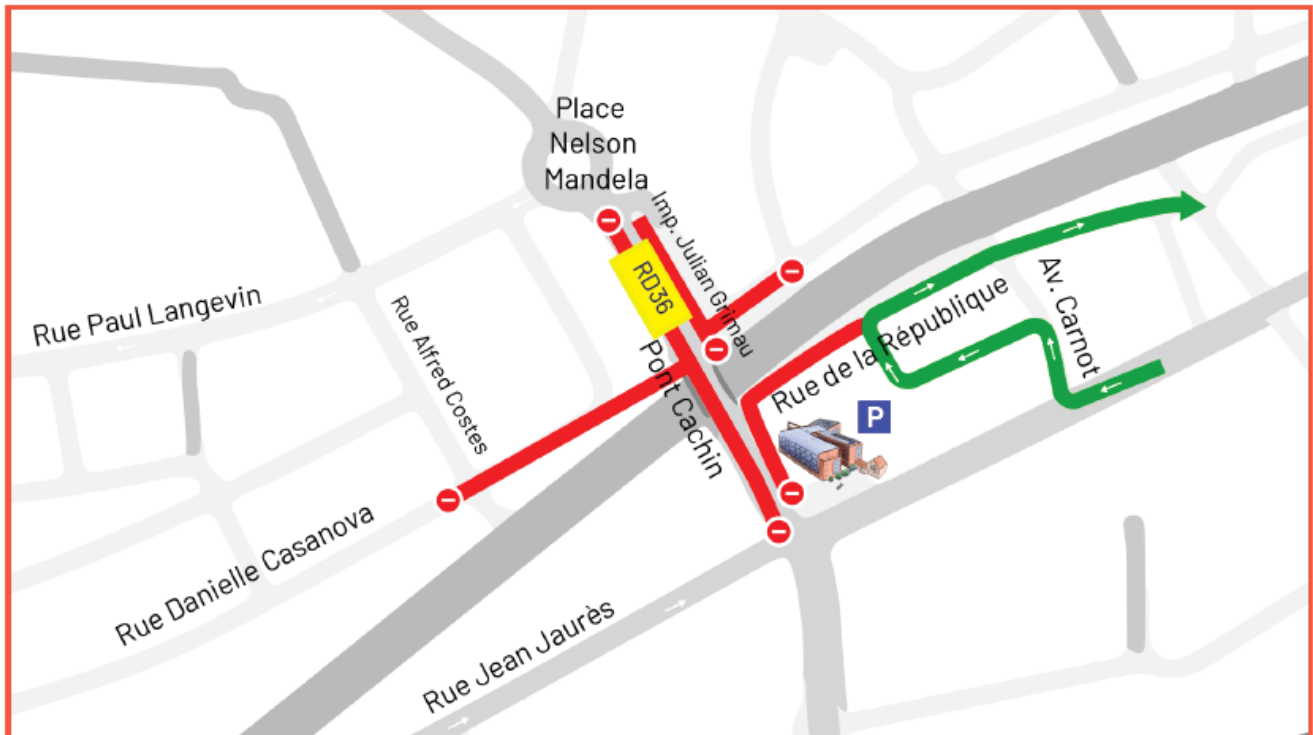 Place
Nelson
Mandela
Imp. Julian Grimau
RD36
Pont Cachin
Rue Paul Langevin
Rue Alfred Costes
Rue de la République
Av. Carnot
P
Rue Danielle Casanova
Rue Jean Jaurès